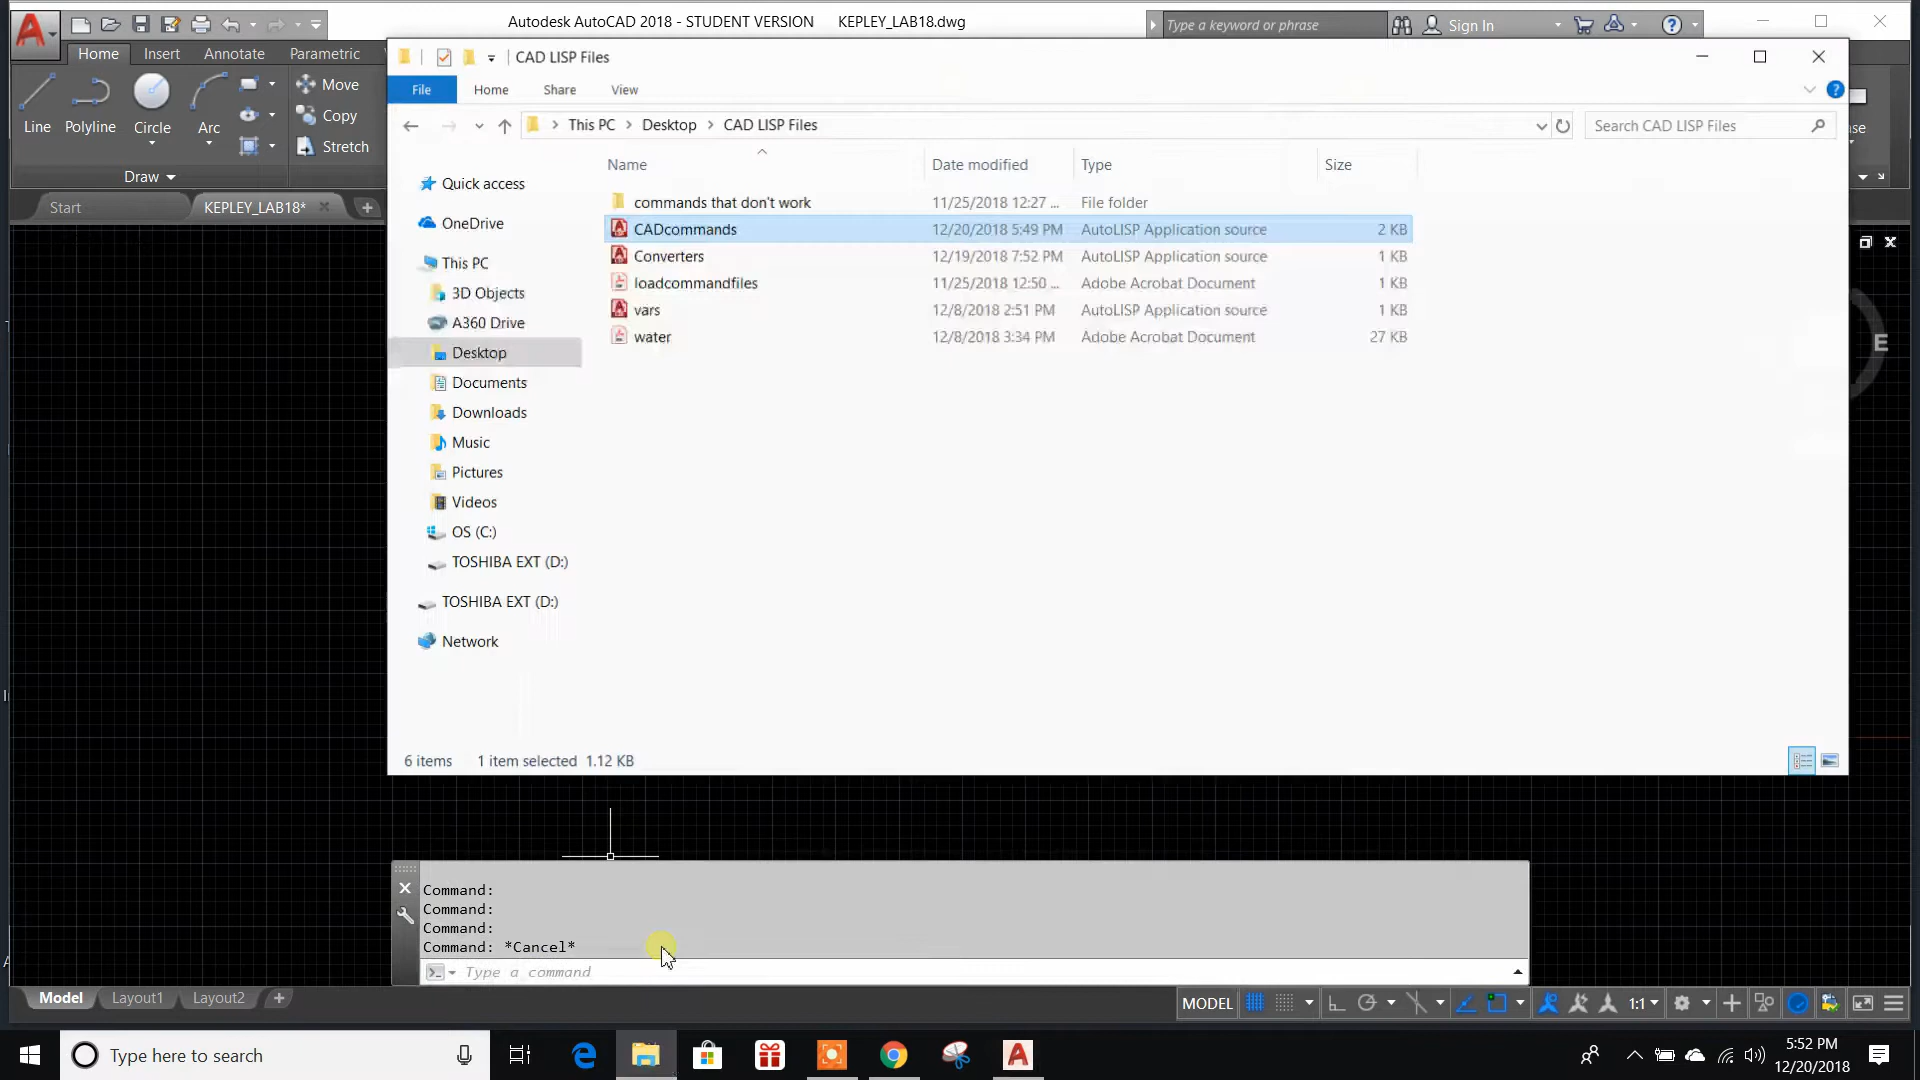 Autodesk AutoCAD 2018 - STUDENT VERSION KEPLEY_LAB18.dwg
Type a keyword or phrase
Sign In
Home Insert Annotate Parametric
Line Polyline Circle Arc
Move
Copy
Stretch
Draw
Start KEPLEY_LAB18*
CAD LISP Files
File Home Share View
This PC Desktop CAD LISP Files
Search CAD LISP Files
Name Date modified Type Size
commands that don't work 11/25/2018 12:27 ... File folder
CADcommands 12/20/2018 5:49 PM AutoLISP Application source 2 KB
Converters 12/19/2018 7:52 PM AutoLISP Application source 1 KB
loadcommandfiles 11/25/2018 12:50 ... Adobe Acrobat Document 1 KB
vars 12/8/2018 2:51 PM AutoLISP Application source 1 KB
water 12/8/2018 3:34 PM Adobe Acrobat Document 27 KB
Quick access
OneDrive
This PC
3D Objects
A360 Drive
Desktop
Documents
Downloads
Music
Pictures
Videos
OS (C:)
TOSHIBA EXT (D:)
TOSHIBA EXT (D:)
Network
6 items 1 item selected 1.12 KB
E
Command:
Command:
Command:
Command: *Cancel*
Type a command
Model Layout1 Layout2
MODEL 1:1
Type here to search
5:52 PM
12/20/2018